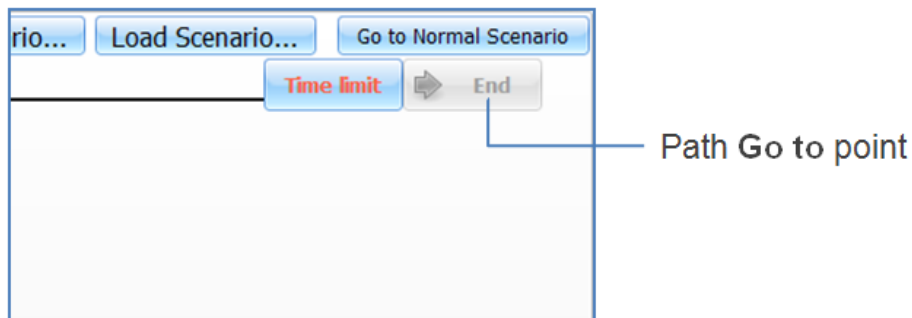 rio... Load Scenario... Go to Normal Scenario
Time limit End
Path Go to point